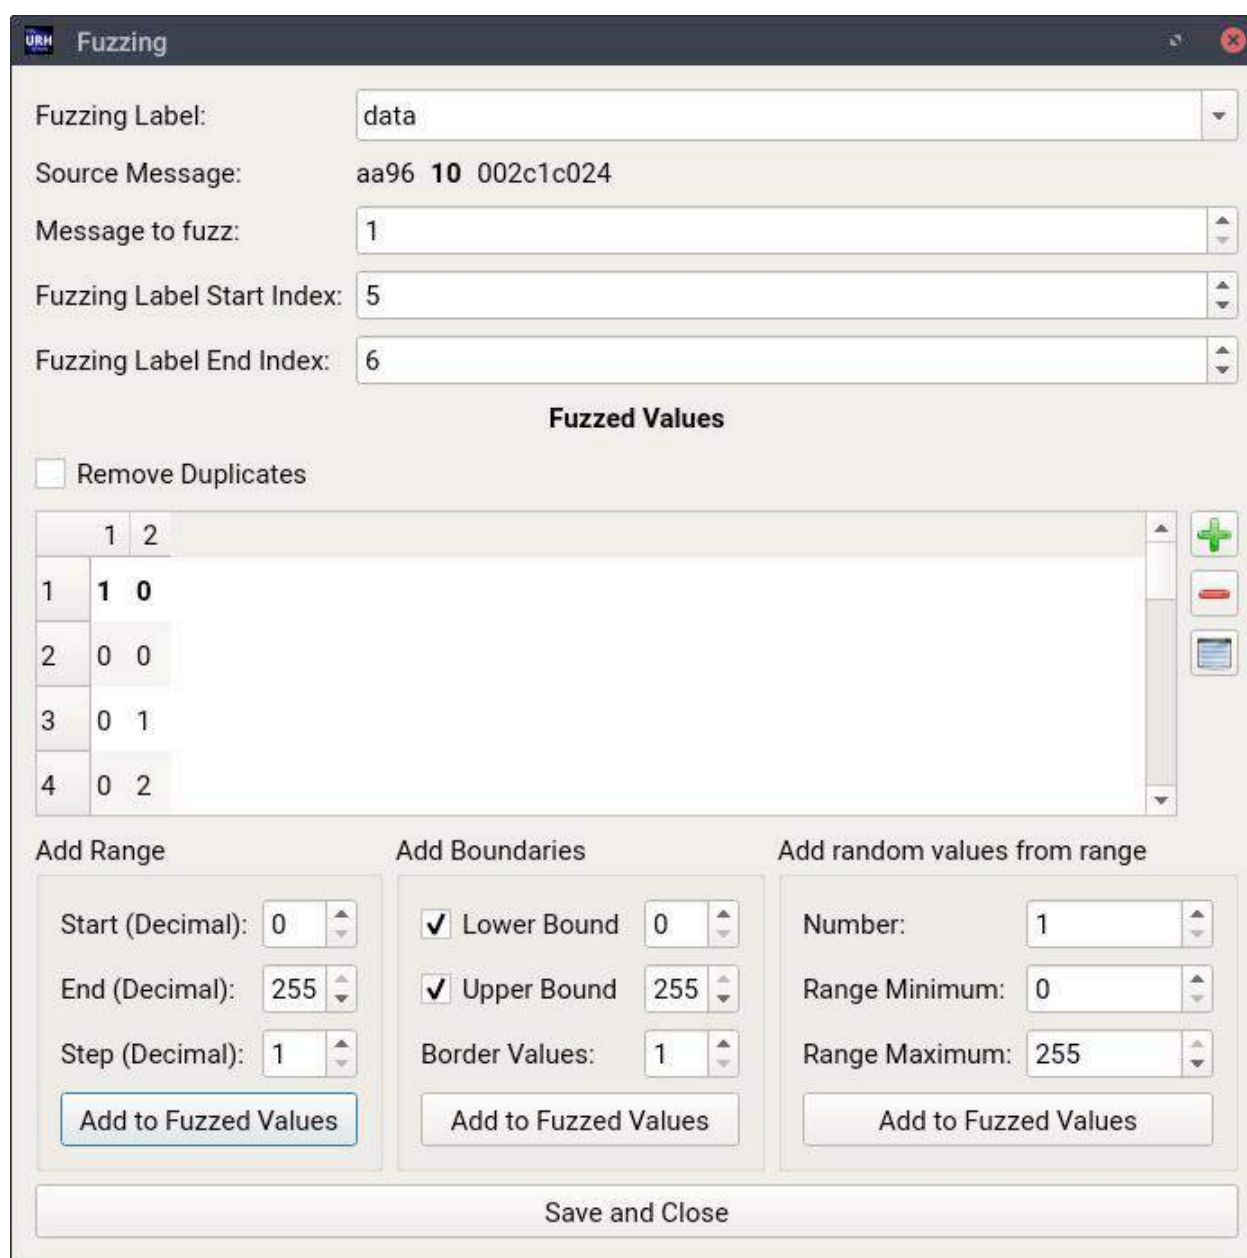 URH Fuzzing
Fuzzing Label: data
Source Message: aa96 10 002c1c024
Message to fuzz: 1
Fuzzing Label Start Index: 5
Fuzzing Label End Index: 6
Fuzzed Values
Remove Duplicates
1 2
1 1 0
2 0 0
3 0 1
4 0 2
Add Range Add Boundaries Add random values from range
Start (Decimal): 0 Lower Bound 0 Number: 1
End (Decimal): 255 Upper Bound 255 Range Minimum: 0
Step (Decimal): 1 Border Values: 1 Range Maximum: 255
Add to Fuzzed Values Add to Fuzzed Values Add to Fuzzed Values
Save and Close